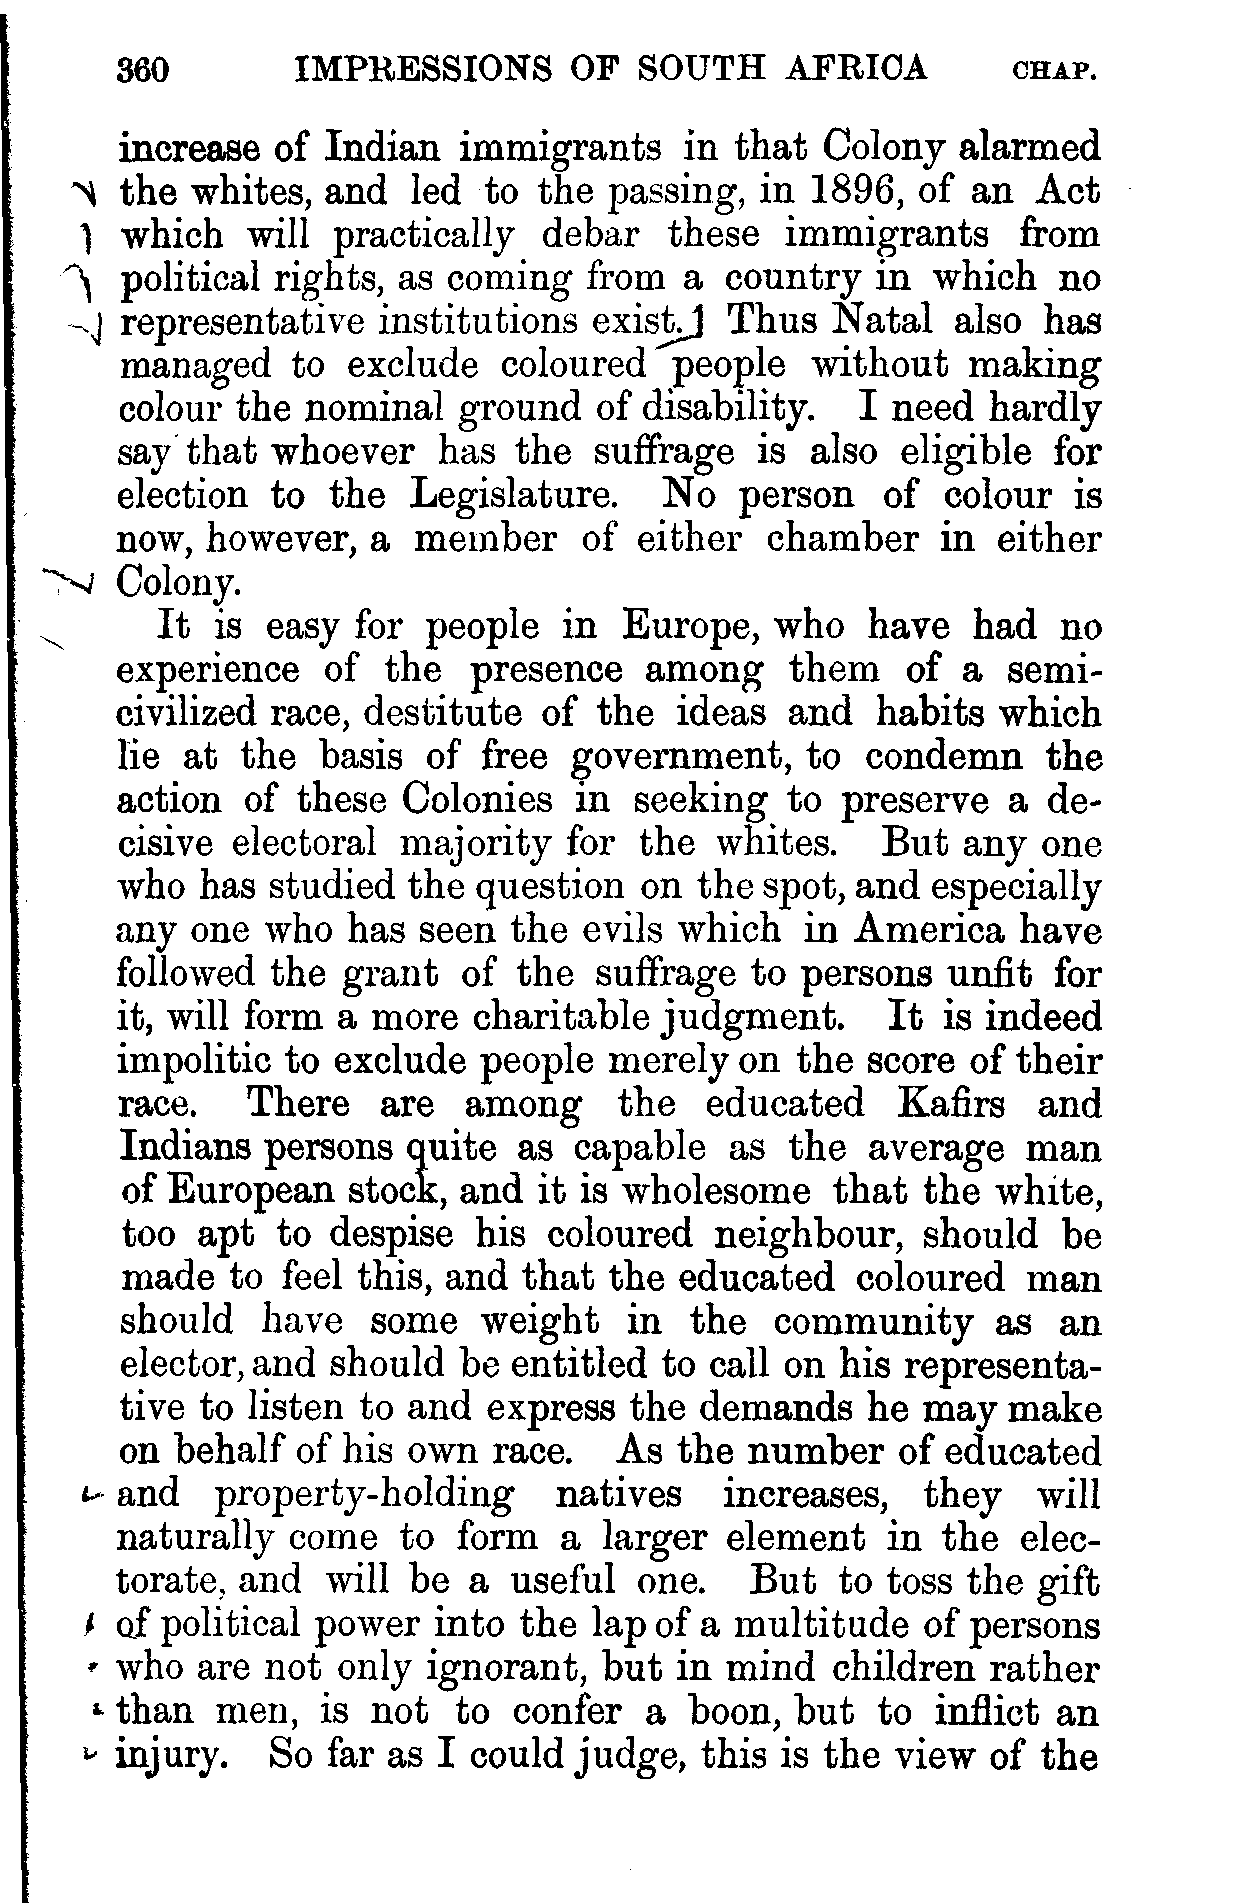 360 IMPRESSIONS OF SOUTH AFRICA CHAP.
increase of Indian immigrants in that Colony alarmed
the whites, and led to the passing, in 1896, of an Act
which will practically debar these immigrants from
political rights, as coming from a country in which no
representative institutions exist. Thus Natal also has
managed to exclude coloured people without making
colour the nominal ground of disability. I need hardly
say that whoever has the suffrage is also eligible for
election to the Legislature. No person of colour is
now, however, a member of either chamber in either
Colony.
It is easy for people in Europe, who have had no
experience of the presence among them of a semi-
civilized race, destitute of the ideas and habits which
lie at the basis of free government, to condemn the
action of these Colonies in seeking to preserve a de-
cisive electoral majority for the whites. But any one
who has studied the question on the spot, and especially
any one who has seen the evils which in America have
followed the grant of the suffrage to persons unfit for
it, will form a more charitable judgment. It is indeed
impolitic to exclude people merely on the score of their
race. There are among the educated Kafirs and
Indians persons quite as capable as the average man
of European stock, and it is wholesome that the white,
too apt to despise his coloured neighbour, should be
made to feel this, and that the educated coloured man
should have some weight in the community as an
elector, and should be entitled to call on his representa-
tive to listen to and express the demands he may make
on behalf of his own race. As the number of educated
and property-holding natives increases, they will
naturally come to form a larger element in the elec-
torate, and will be a useful one. But to toss the gift
of political power into the lap of a multitude of persons
who are not only ignorant, but in mind children rather
than men, is not to confer a boon, but to inflict an
injury. So far as I could judge, this is the view of the